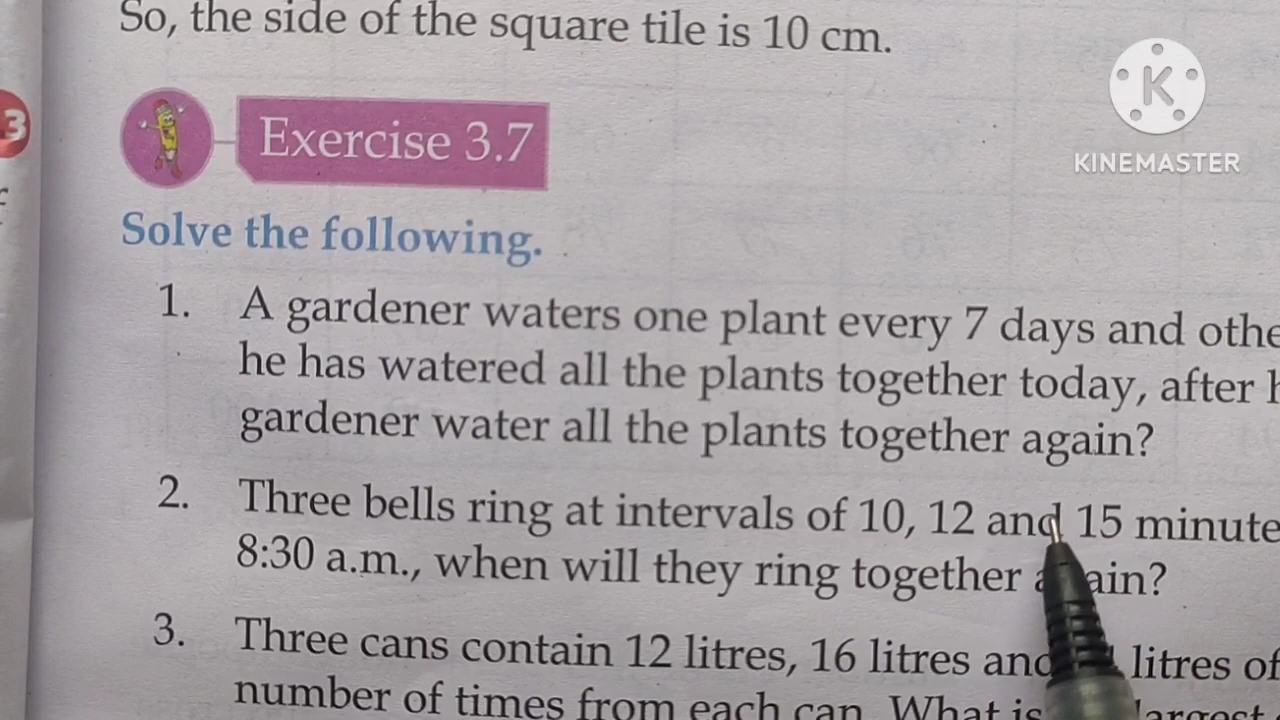 So, the side of the square tile is 10 cm.
K
KINEMASTER
3
Exercise 3.7
Solve the following.
1. A gardener waters one plant every 7 days and othe
he has watered all the plants together today, after h
gardener water all the plants together again?
2. Three bells ring at intervals of 10, 12 and 15 minute
8:30 a.m., when will they ring together again?
3. Three cans contain 12 litres, 16 litres and litres of
number of times from each can. What is largest